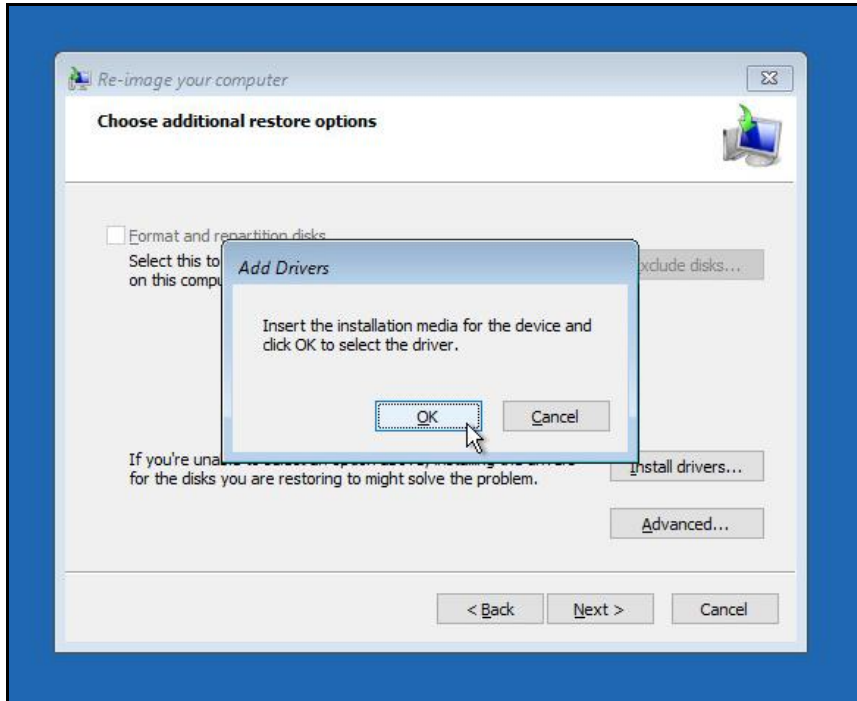 Re-image your computer
Choose additional restore options
Format and repartition disks
Select this to
on this compu
xclude disks...
Add Drivers
Insert the installation media for the device and
click OK to select the driver.
OK
Cancel
If you're una
for the disks you are restoring to might solve the problem.
Install drivers...
Advanced...
< Back
Next >
Cancel